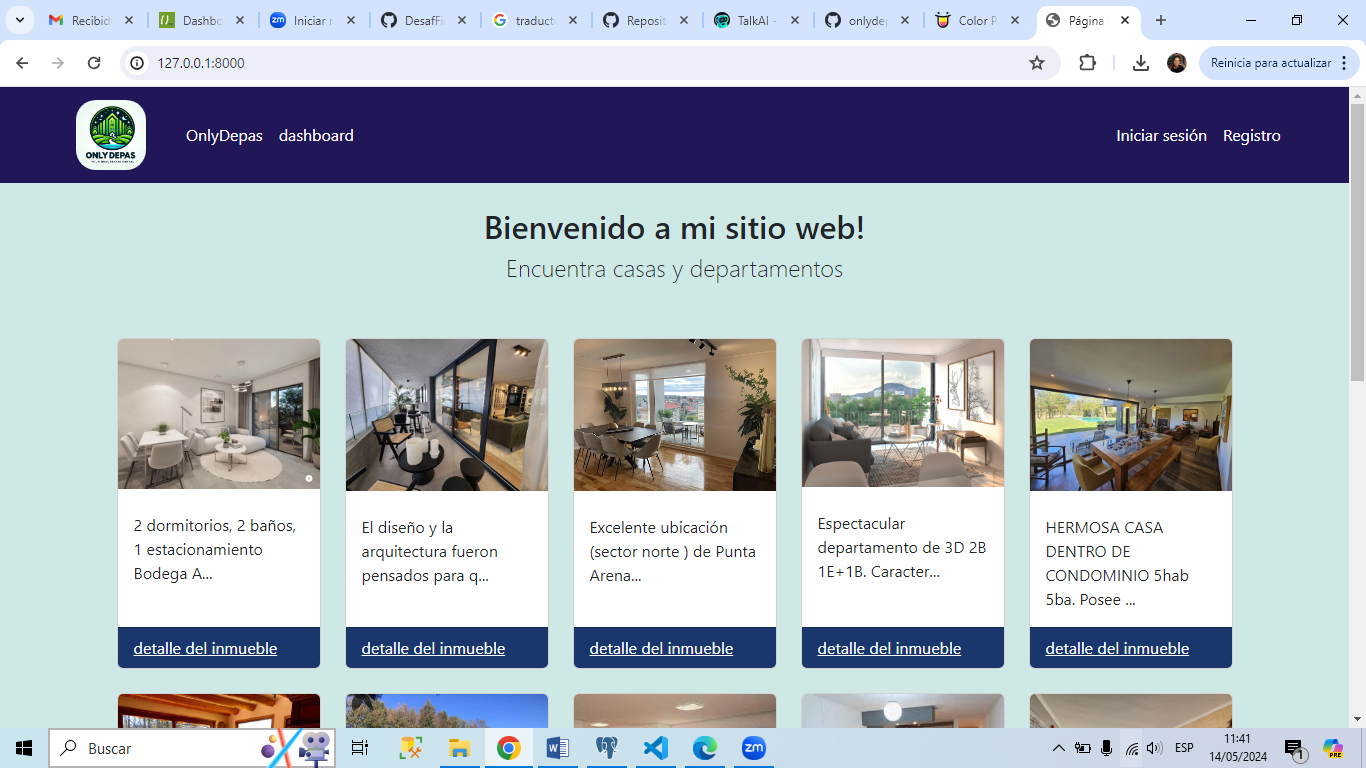 Recibid
Dashbo
Iniciar r
DesafFi
traduct
Reposit
TalkAI -
onlydep
Color P
Página
127.0.0.1:8000
Reinicia para actualizar
ONLY DEPAS
OnlyDepas
dashboard
Iniciar sesión
Registro
Bienvenido a mi sitio web!
Encuentra casas y departamentos
2 dormitorios, 2 baños,
1 estacionamiento
Bodega A...
detalle del inmueble
El diseño y la
arquitectura fueron
pensados para q...
detalle del inmueble
Excelente ubicación
(sector norte ) de Punta
Arena...
detalle del inmueble
Espectacular
departamento de 3D 2B
1E+1B. Caracter...
detalle del inmueble
HERMOSA CASA
DENTRO DE
CONDOMINIO 5hab
5ba. Posee ...
detalle del inmueble
Buscar
zm
ESP
11:41
14/05/2024
1
PRE